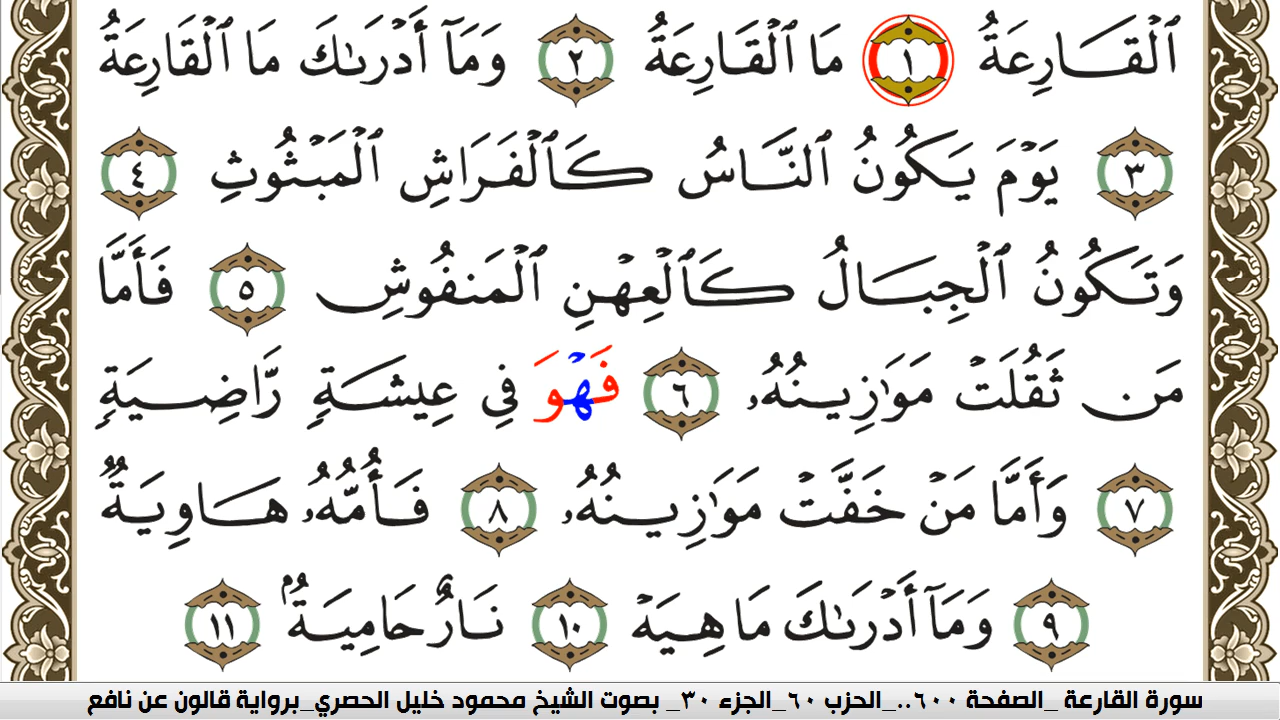 ٱلْقَارِعَةُ ١ مَا ٱلْقَارِعَةُ ٢ وَمَآ أَدْرَىٰكَ مَا ٱلْقَارِعَةُ
٣ يَوْمَ يَكُونُ ٱلنَّاسُ كَٱلْفَرَاشِ ٱلْمَبْثُوثِ ٤
وَتَكُونُ ٱلْجِبَالُ كَٱلْعِهْنِ ٱلْمَنفُوشِ ٥ فَأَمَّا
مَن ثَقُلَتْ مَوَٰزِينُهُۥ ٦ فَهْوَ فِي عِيشَةٍ رَّاضِيَةٍ
٧ وَأَمَّا مَنْ خَفَّتْ مَوَٰزِينُهُۥ ٨ فَأُمُّهُۥ هَاوِيَةٌ
٩ وَمَآ أَدْرَىٰكَ مَا هِيَهْ ١٠ نَارٌ حَامِيَةُۢ ١١
سورة القارعة _الصفحة ٦٠٠.._الحزب ٦٠_الجزء ٣٠_ بصوت الشيخ محمود خليل الحصري_برواية قالون عن نافع